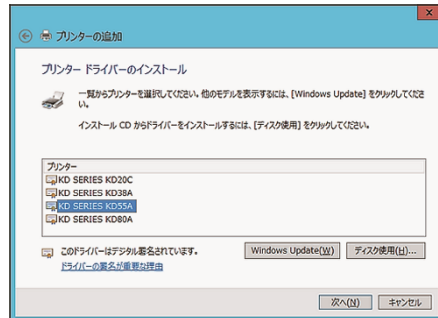 プリンターの追加
プリンター ドライバーのインストール
一覧からプリンターを選択してください。他のモデルを表示するには、[Windows Update] をクリックしてくださ
い。
インストール CD からドライバーをインストールするには、[ディスク使用] をクリックしてください。
プリンター
KD SERIES KD20C
KD SERIES KD38A
KD SERIES KD55A
KD SERIES KD80A
このドライバーはデジタル署名されています。
Windows Update(W)
ディスク使用(H)...
ドライバーの署名が重要な理由
次へ(N)
キャンセル